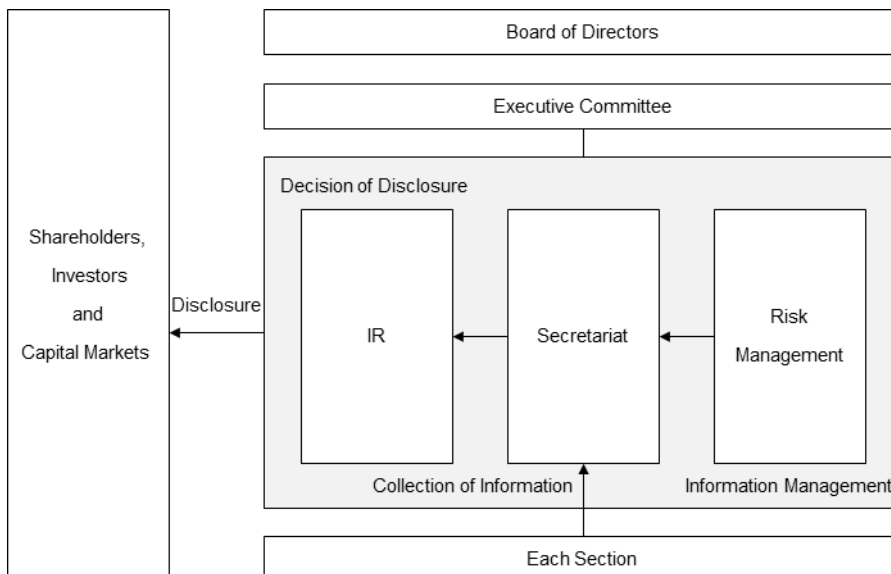 Board of Directors
Executive Committee
Decision of Disclosure
Shareholders,
Investors
and
Capital Markets
Disclosure
IR
Secretariat
Risk
Management
Collection of Information
Information Management
Each Section